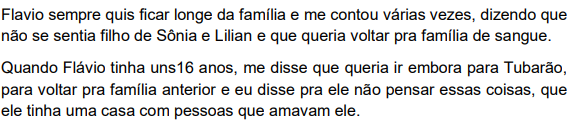 Flavio sempre quis ficar longe da família e me contou várias vezes, dizendo que
não se sentia filho de Sônia e Lilian e que queria voltar pra família de sangue.
Quando Flávio tinha uns16 anos, me disse que queria ir embora para Tubarão,
para voltar pra família anterior e eu disse pra ele não pensar essas coisas, que
ele tinha uma casa com pessoas que amavam ele.